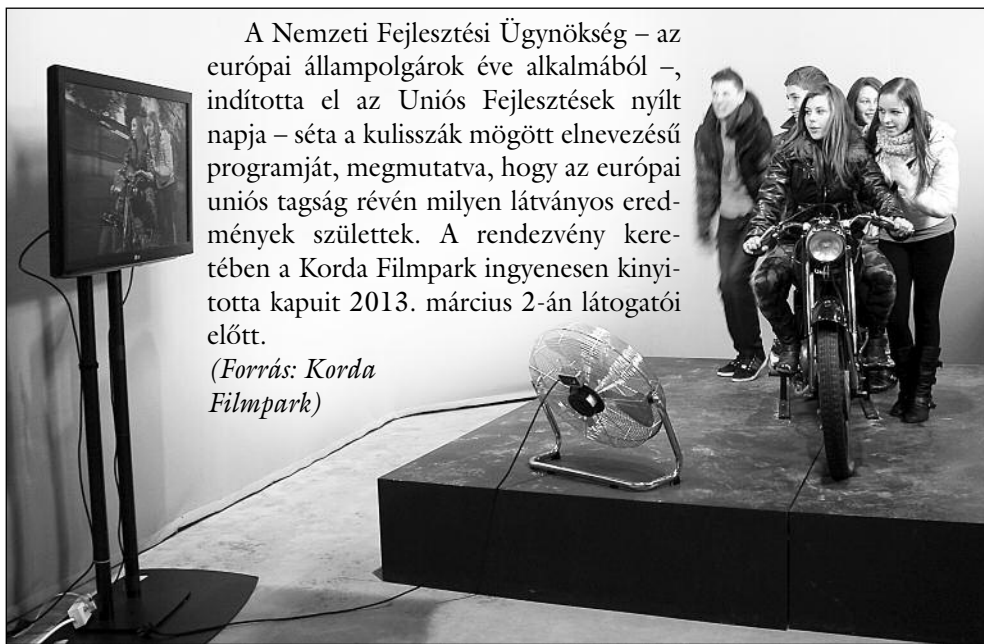 A Nemzeti Fejlesztési Ügynökség – az
európai állampolgárok éve alkalmából –,
indította el az Uniós Fejlesztések nyílt
napja – séta a kulisszák mögött elnevezésű
programját, megmutatva, hogy az európai
uniós tagság révén milyen látványos ered-
mények születtek. A rendezvény kere-
tében a Korda Filmpark ingyenesen kinyi-
totta kapuit 2013. március 2-án látogatói
előtt.
(Forrás: Korda
Filmpark)